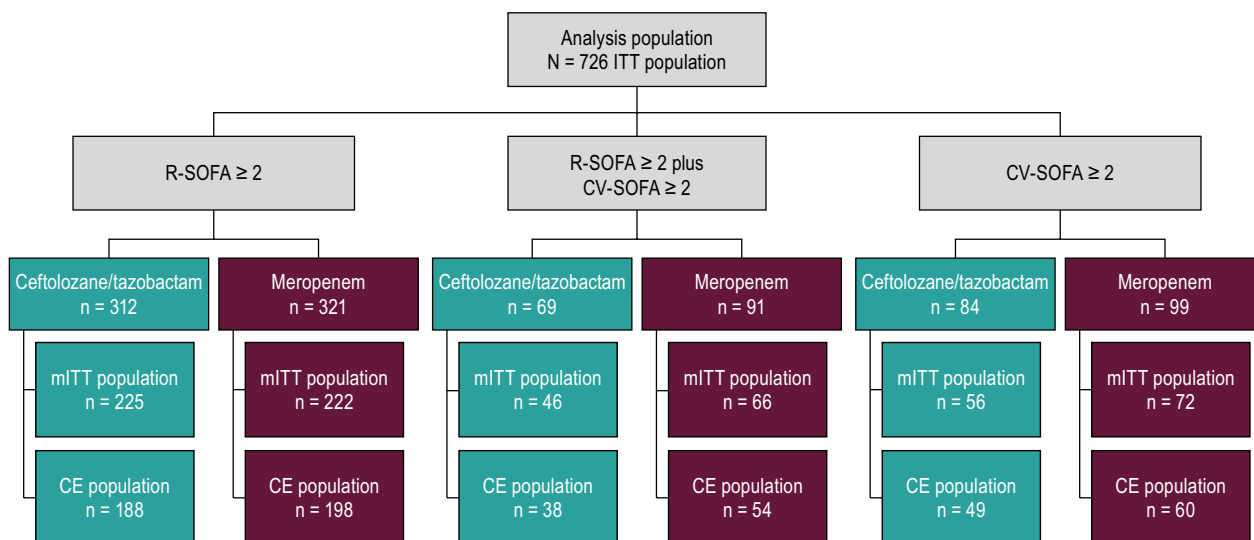 Analysis population
N = 726 ITT population
R-SOFA ≥ 2
R-SOFA ≥ 2 plus
CV-SOFA ≥ 2
CV-SOFA ≥ 2
Ceftolozane/tazobactam
n = 312
Meropenem
n = 321
Ceftolozane/tazobactam
n = 69
Meropenem
n = 91
Ceftolozane/tazobactam
n = 84
Meropenem
n = 99
mITT population
n = 225
mITT population
n = 222
mITT population
n = 46
mITT population
n = 66
mITT population
n = 56
mITT population
n = 72
CE population
n = 188
CE population
n = 198
CE population
n = 38
CE population
n = 54
CE population
n = 49
CE population
n = 60